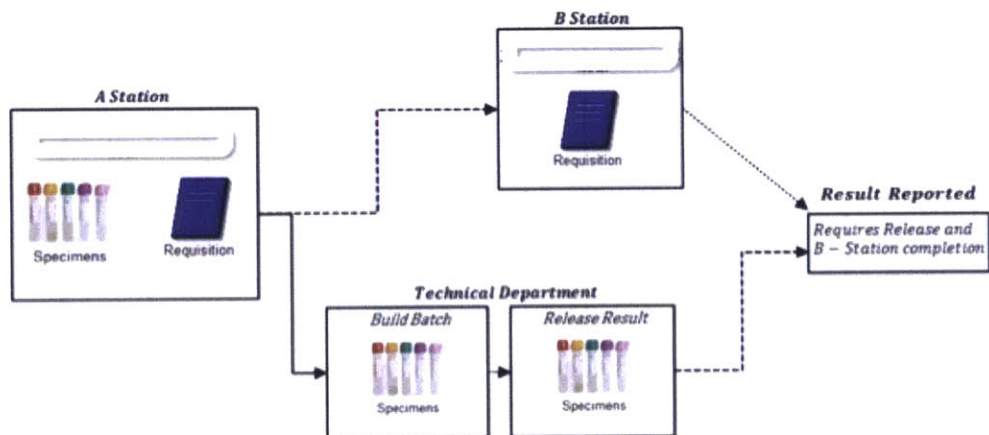 B Station
Requisition
A Station
Specimens
Requisition
Result Reported
Requires Release and
B – Station completion
Technical Department
Build Batch
Release Result
Specimens
Specimens